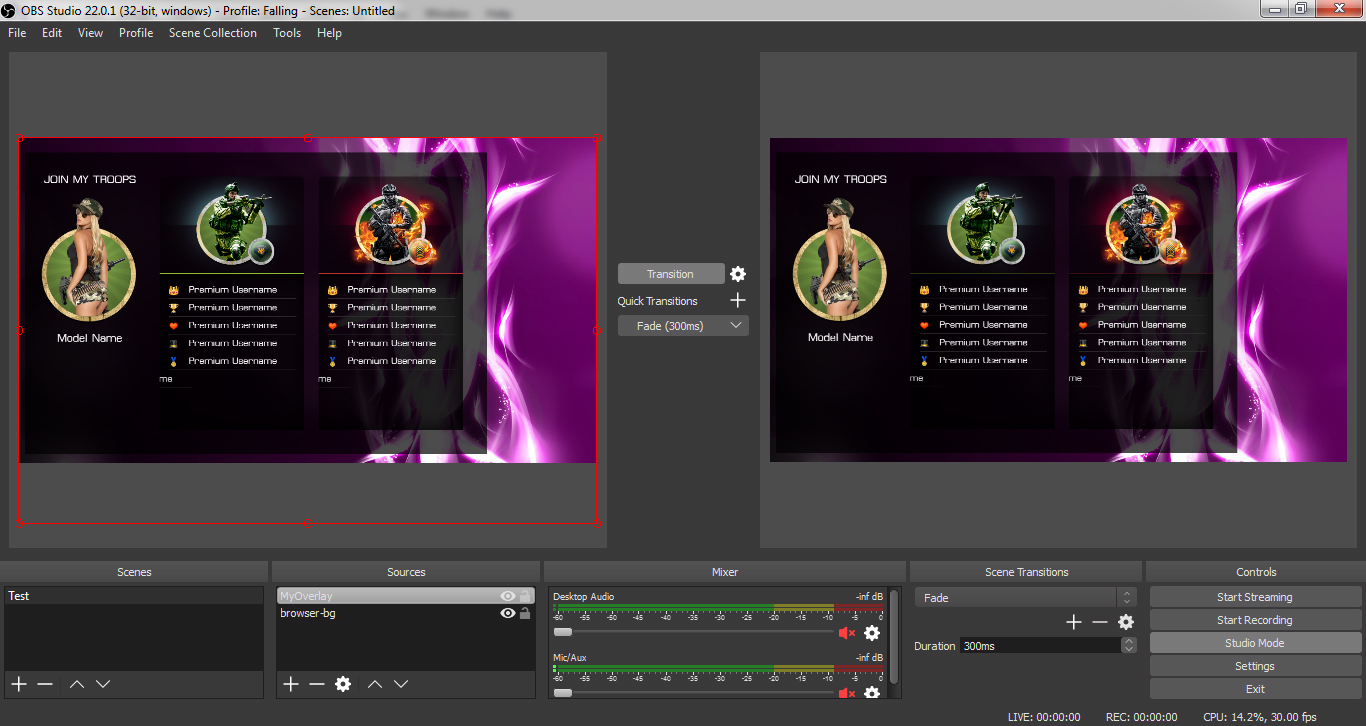 OBS Studio 22.0.1 (32-bit, windows) - Profile: Falling - Scenes: Untitled
File Edit View Profile Scene Collection Tools Help
JOIN MY TROOPS
Model Name
Premium Username Premium Username
Premium Username Premium Username
Premium Username Premium Username
Premium Username Premium Username
Premium Username Premium Username
me me
Transition
Quick Transitions
Fade (300ms)
JOIN MY TROOPS
Model Name
Premium Username Premium Username
Premium Username Premium Username
Premium Username Premium Username
Premium Username Premium Username
Premium Username Premium Username
me me
Scenes
Test
Sources
MyOverlay
browser-bg
Mixer
Desktop Audio -inf dB
-60 -55 -50 -45 -40 -35 -30 -25 -20 -15 -10 -5 0
Mic/Aux -inf dB
-60 -55 -50 -45 -40 -35 -30 -25 -20 -15 -10 -5 0
Scene Transitions
Fade
Duration 300ms
Controls
Start Streaming
Start Recording
Studio Mode
Settings
Exit
LIVE: 00:00:00 REC: 00:00:00 CPU: 14.2%, 30.00 fps